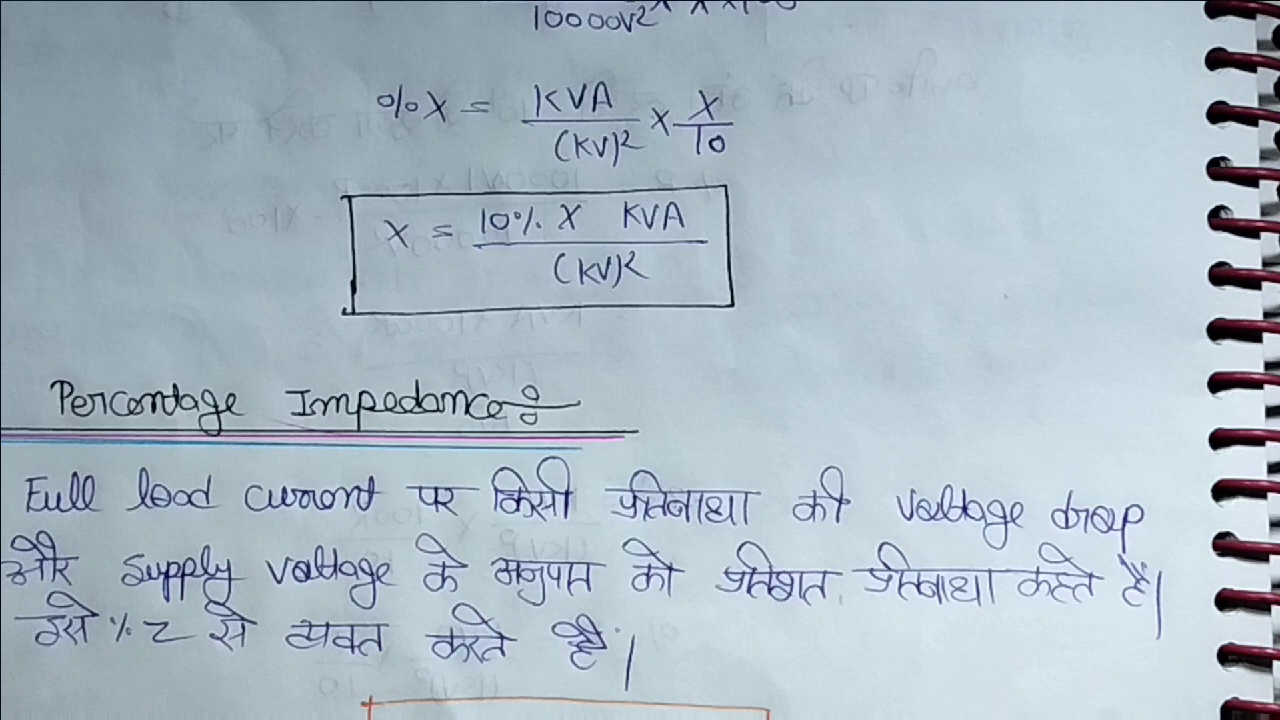 10000V²
%X = KVA/(KV)² × X/10
X = 10% X KVA/(KV)²
Percentage Impedance:-
Full load current पर किसी प्रतिबाधा की voltage drop
और supply voltage के अनुपात को प्रतिशत प्रतिबाधा कहते हैं।
इसे % Z से व्यक्त करते हैं।